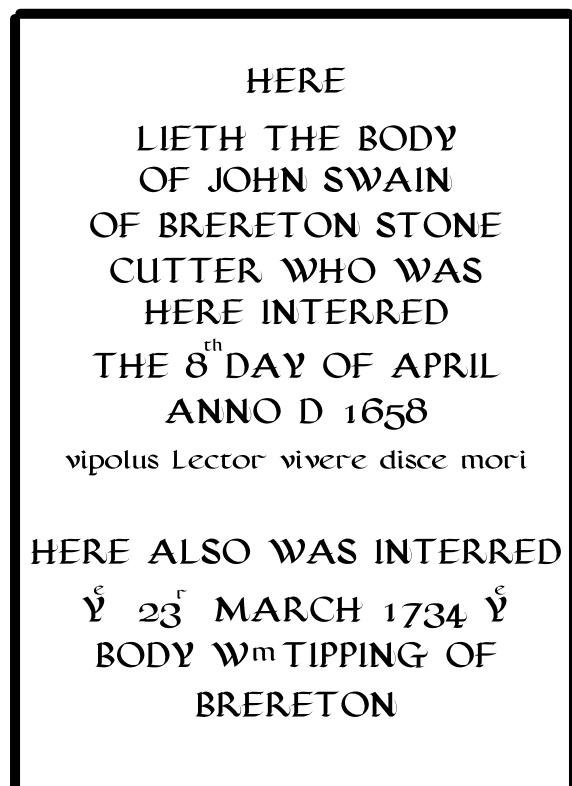 HERE
LIETH THE BODY
OF JOHN SWAIN
OF BRERETON STONE
CUTTER WHO WAS
HERE INTERRED
THE 8th DAY OF APRIL
ANNO D 1658
vipolus Lector vivere disce mori
HERE ALSO WAS INTERRED
Ye 23r MARCH 1734 Ye
BODY Wm TIPPING OF
BRERETON